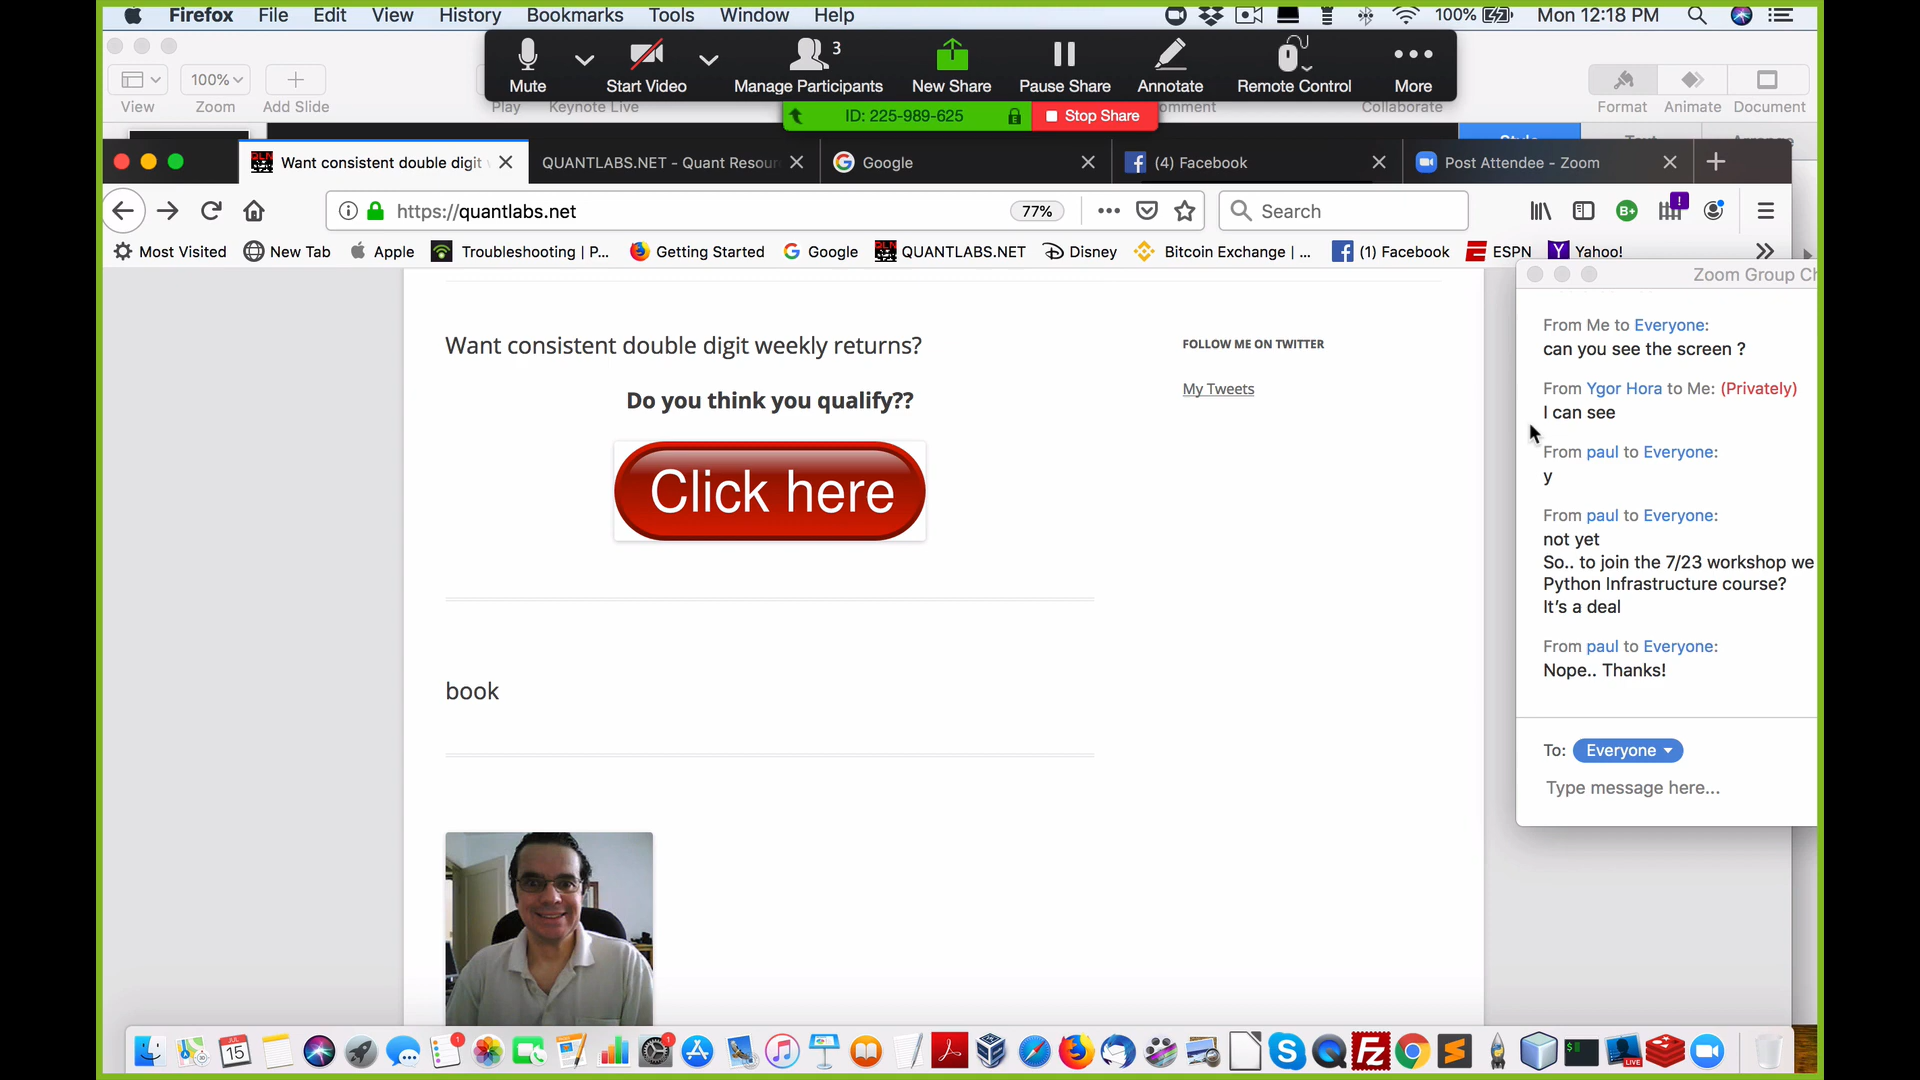 Firefox File Edit View History Bookmarks Tools Window Help
100% Mon 12:18 PM
100%
View Zoom Add Slide
Play Keynote Live
Collaborate
Format Animate Document
Mute Start Video Manage Participants 3 New Share Pause Share Annotate Remote Control More
ID: 225-989-625 Stop Share
Want consistent double digit
QUANTLABS.NET - Quant Resour
Google
(4) Facebook
Post Attendee - Zoom
https://quantlabs.net
77%
Search
Most Visited New Tab Apple Troubleshooting | P... Getting Started Google QUANTLABS.NET Disney Bitcoin Exchange | ... (1) Facebook ESPN Yahoo!
Want consistent double digit weekly returns?
Do you think you qualify??
Click here
FOLLOW ME ON TWITTER
My Tweets
book
Zoom Group Ch
From Me to Everyone:
can you see the screen ?
From Ygor Hora to Me: (Privately)
I can see
From paul to Everyone:
y
From paul to Everyone:
not yet
So.. to join the 7/23 workshop we
Python Infrastructure course?
It's a deal
From paul to Everyone:
Nope.. Thanks!
To: Everyone
Type message here...
JUL
15
1
1
LIVE